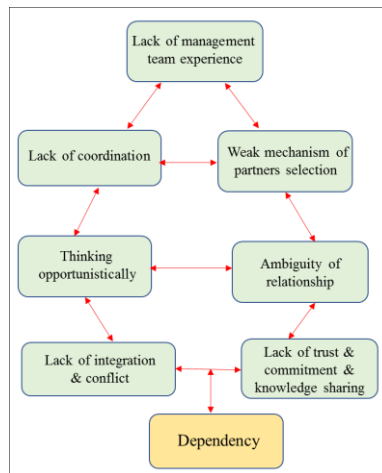 Lack of management
team experience
Lack of coordination
Weak mechanism of
partners selection
Thinking
opportunistically
Ambiguity of
relationship
Lack of integration
& conflict
Lack of trust &
commitment &
knowledge sharing
Dependency